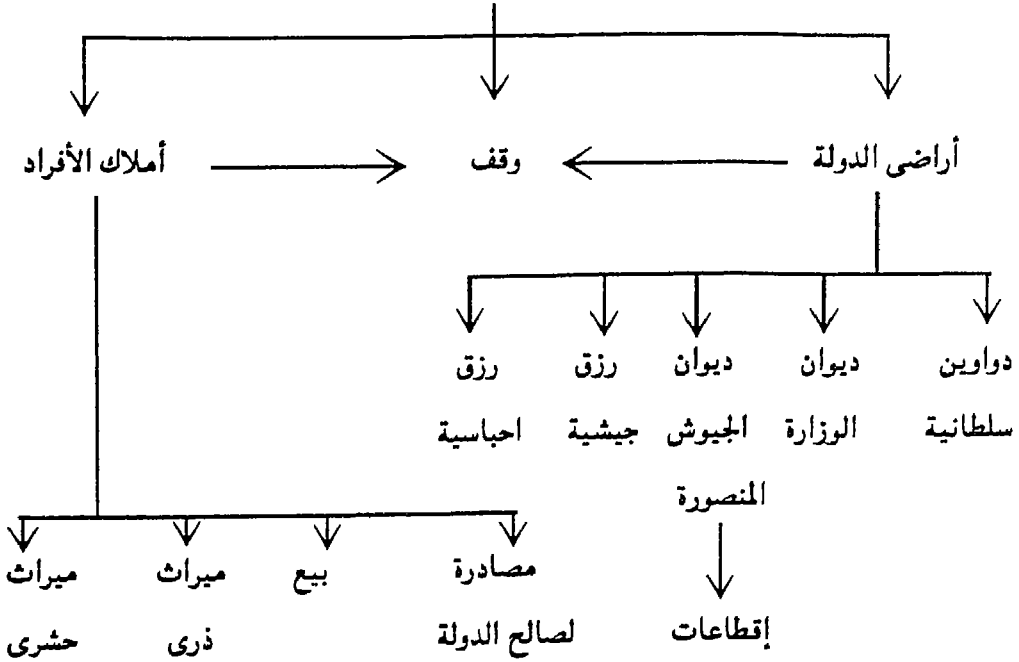 أراضى الدولة
وقف
أملاك الأفراد
دواوين
سلطانية
ديوان
الوزارة
ديوان
الجيوش
المنصورة
إقطاعات
رزق
جيشية
رزق
احباسية
مصادرة
لصالح الدولة
بيع
ميراث
ذرى
ميراث
حشرى